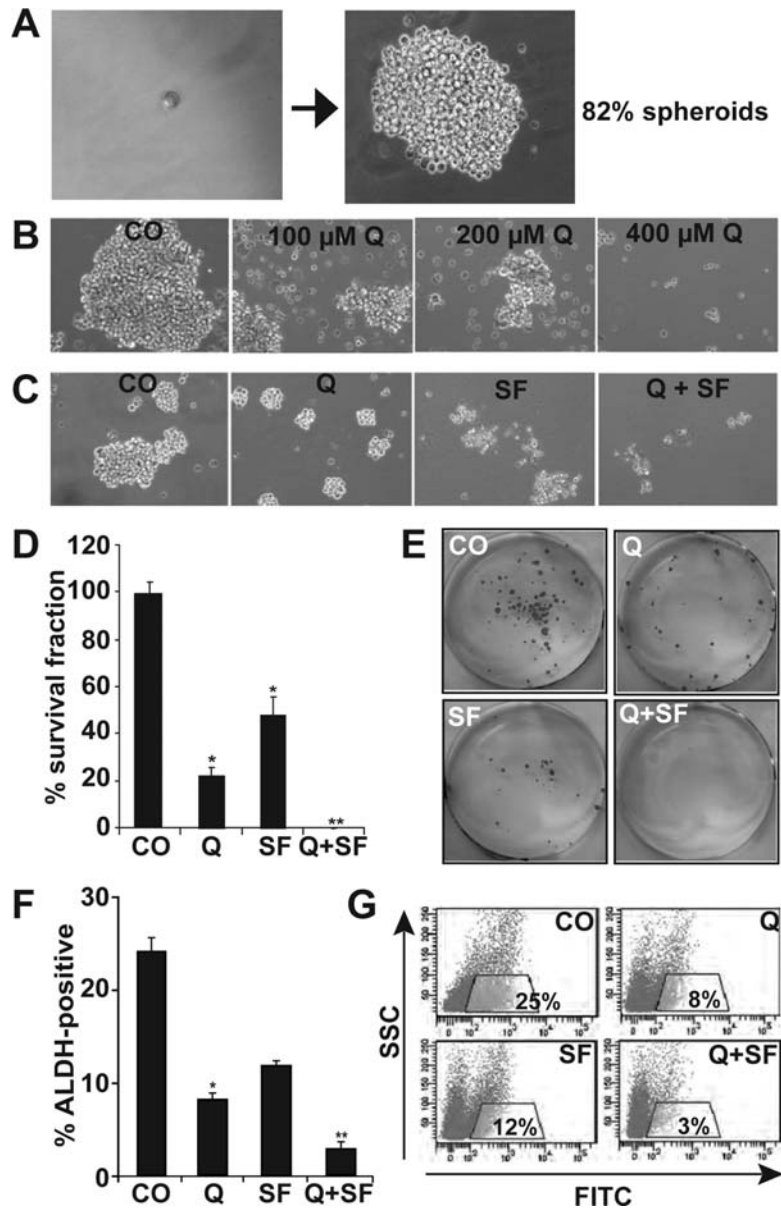 A
82% spheroids
B
CO
100 µM Q
200 µM Q
400 µM Q
C
CO
Q
SF
Q + SF
D
% survival fraction
120
100
80
60
40
20
0
*
*
**
CO
Q
SF
Q+SF
E
CO
Q
SF
Q+SF
F
% ALDH-positive
30
20
10
0
*
**
CO
Q
SF
Q+SF
G
SSC
CO
25%
Q
8%
SF
12%
Q+SF
3%
FITC